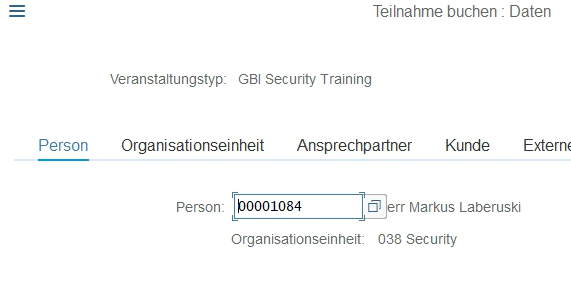 Teilnahme buchen : Daten
Veranstaltungstyp: GBI Security Training
Person Organisationseinheit Ansprechpartner Kunde Externe
Person: 00001084 err Markus Laberuski
Organisationseinheit: 038 Security